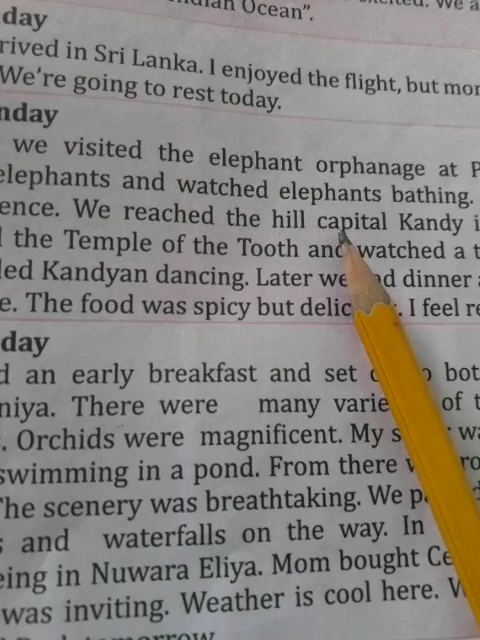 Indian Ocean”.
day
rived in Sri Lanka. I enjoyed the flight, but mor
We’re going to rest today.
nday
we visited the elephant orphanage at P
elephants and watched elephants bathing.
ence. We reached the hill capital Kandy i
the Temple of the Tooth and watched a t
led Kandyan dancing. Later we had dinner
e. The food was spicy but delic . I feel re
day
d an early breakfast and set bot
niya. There were many varie of t
. Orchids were magnificent. My s wa
swimming in a pond. From there
The scenery was breathtaking. We p
s and waterfalls on the way. In
eing in Nuwara Eliya. Mom bought Ce
was inviting. Weather is cool here. W
tomorrow